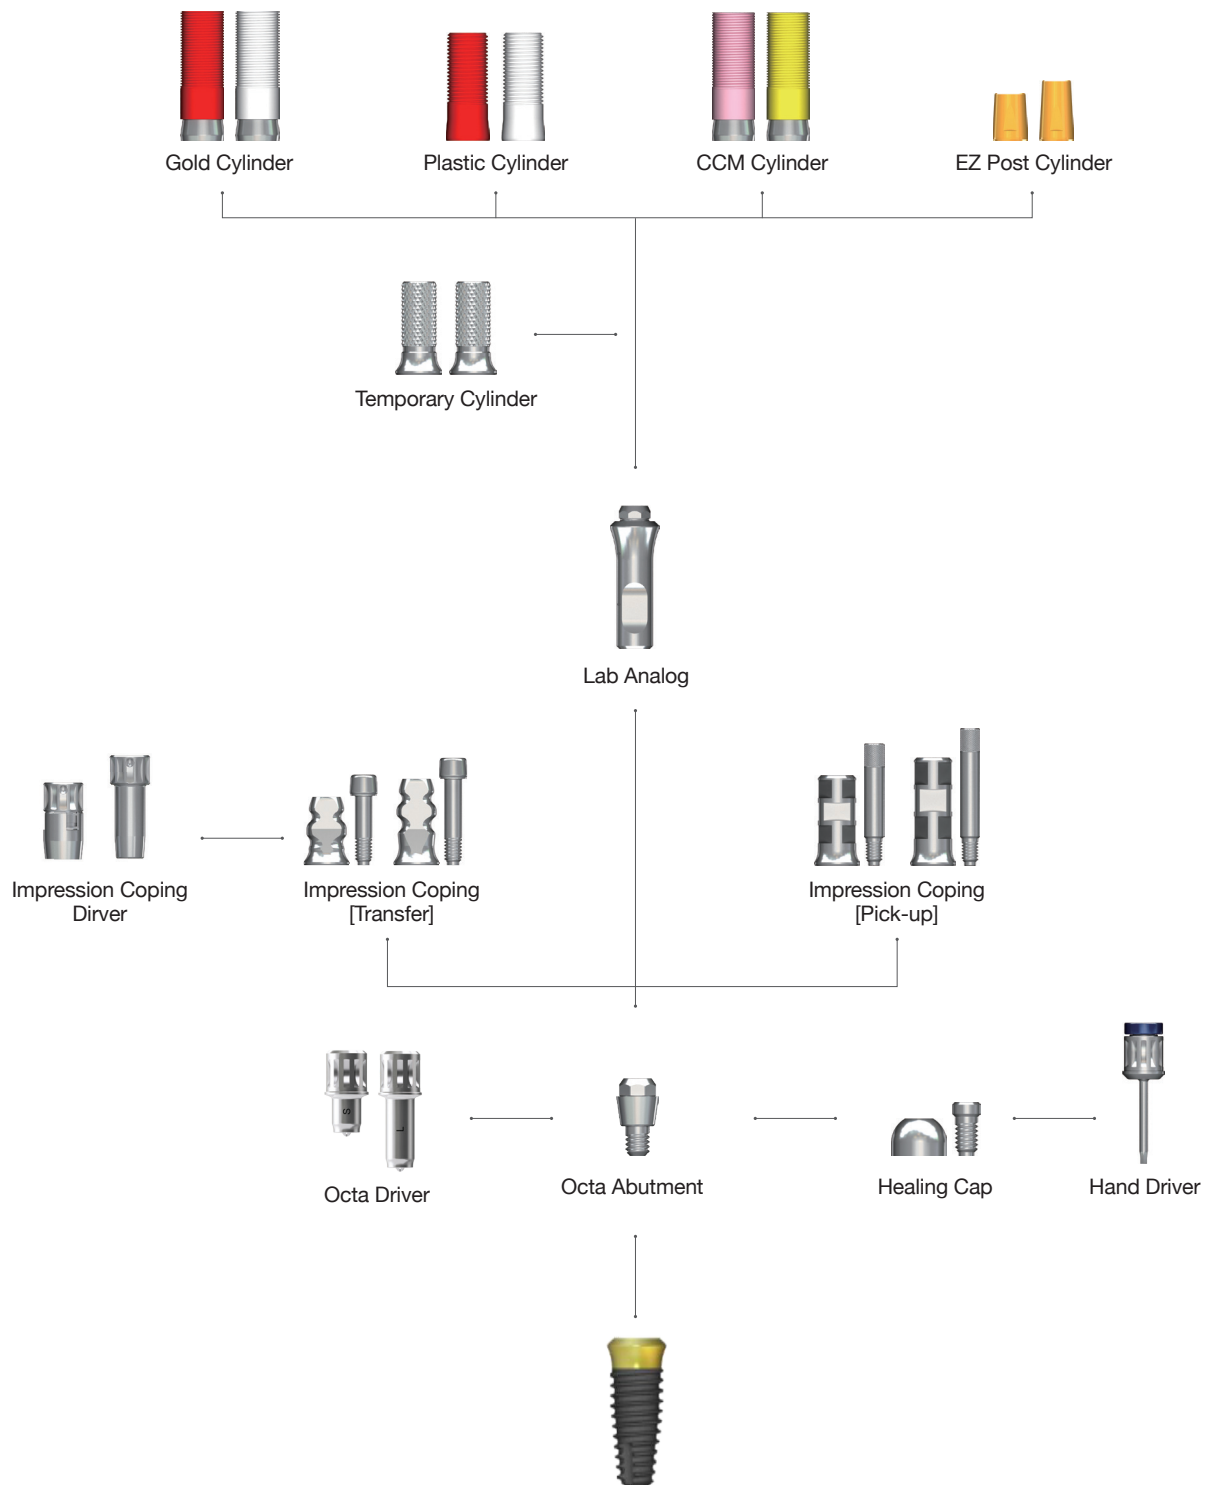 Gold Cylinder
Plastic Cylinder
CCM Cylinder
EZ Post Cylinder
Temporary Cylinder
Lab Analog
Impression Coping
Dirver
Impression Coping
[Transfer]
Impression Coping
[Pick-up]
S
L
Octa Driver
Octa Abutment
Healing Cap
Hand Driver